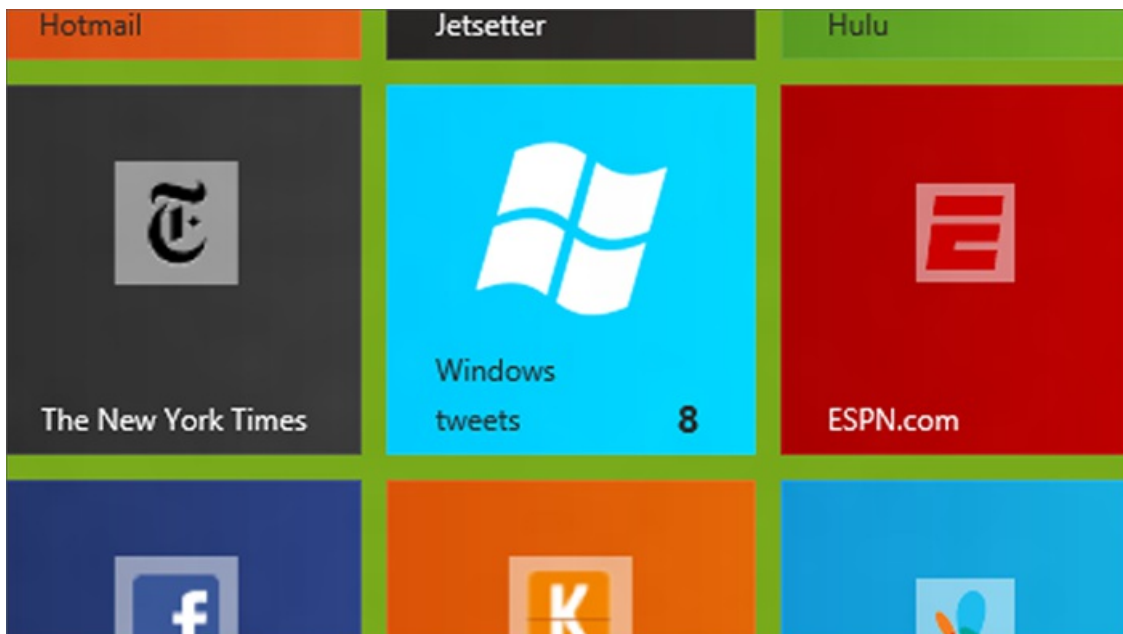 Hotmail
Jetsetter
Hulu
T
The New York Times
Windows
tweets
8
E
ESPN.com
f
K